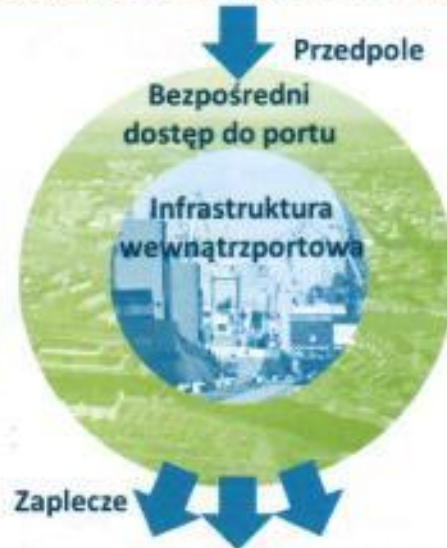 Przedpole
Bezpośredni
dostęp do portu
Infrastruktura
wewnątrzportowa
Zaplecze